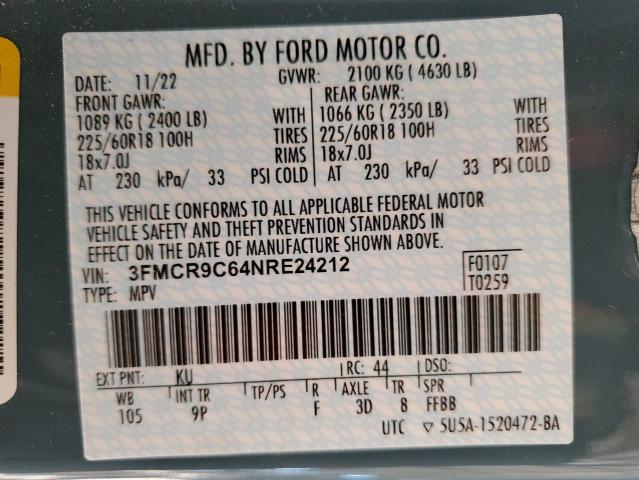 MFD. BY FORD MOTOR CO.
DATE: 11/22 GVWR: 2100 KG ( 4630 LB)
FRONT GAWR: REAR GAWR:
1089 KG ( 2400 LB) WITH 1066 KG ( 2350 LB) WITH
225/60R18 100H TIRES 225/60R18 100H TIRES
18x7.0J RIMS 18x7.0J RIMS
AT 230 kPa/ 33 PSI COLD AT 230 kPa/ 33 PSI COLD
THIS VEHICLE CONFORMS TO ALL APPLICABLE FEDERAL MOTOR
VEHICLE SAFETY AND THEFT PREVENTION STANDARDS IN
EFFECT ON THE DATE OF MANUFACTURE SHOWN ABOVE.
VIN: 3FMCR9C64NRE24212 F0107
TYPE: MPV T0259
EXT PNT: KU RC: 44 DSO:
WB INT TR TP/PS R AXLE TR SPR
105 9P F 3D 8 FFBB
UTC ▽ 5U5A-1520472-BA